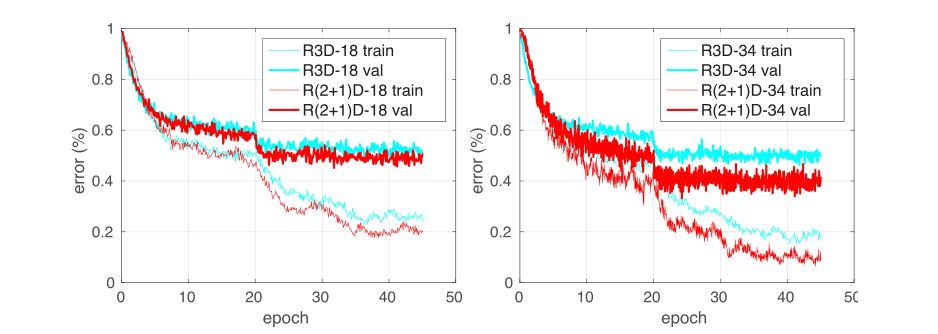 1
0.8
0.6
0.4
0.2
0
0 10 20 30 40 50
epoch
error (%)
R3D-18 train
R3D-18 val
R(2+1)D-18 train
R(2+1)D-18 val
1
0.8
0.6
0.4
0.2
0
0 10 20 30 40 50
epoch
error (%)
R3D-34 train
R3D-34 val
R(2+1)D-34 train
R(2+1)D-34 val